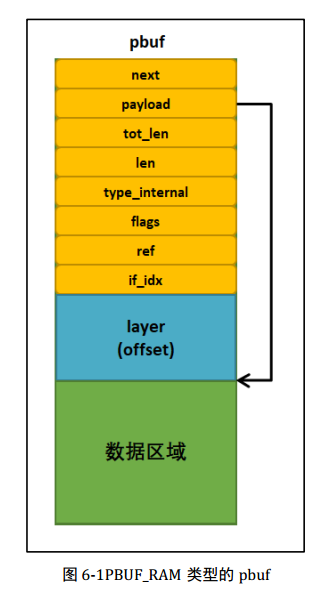 pbuf
next
payload
tot_len
len
type_internal
flags
ref
if_idx
layer
(offset)
数据区域
图 6-1PBUF_RAM 类型的 pbuf